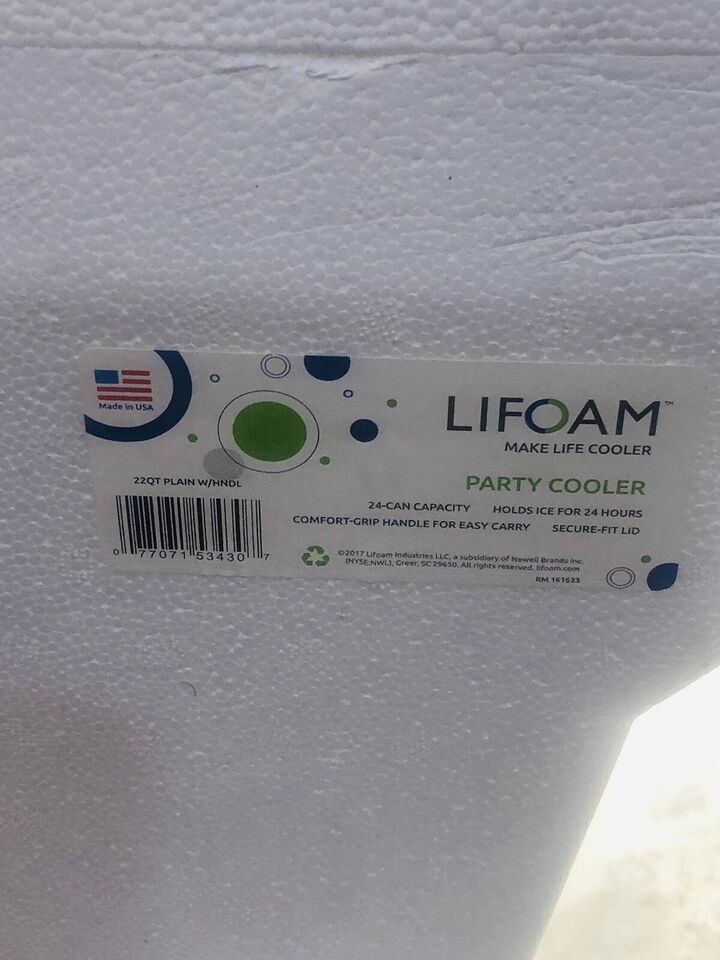 Made in USA
LIFOAM™
MAKE LIFE COOLER
22QT PLAIN W/HNDL
PARTY COOLER
24-CAN CAPACITY HOLDS ICE FOR 24 HOURS
COMFORT-GRIP HANDLE FOR EASY CARRY SECURE-FIT LID
0 77071 53430 7
©2017 Lifoam Industries LLC, a subsidiary of Newell Brands Inc.
(NYSE:NWL), Greer, SC 29650. All rights reserved. lifoam.com
RM 161633